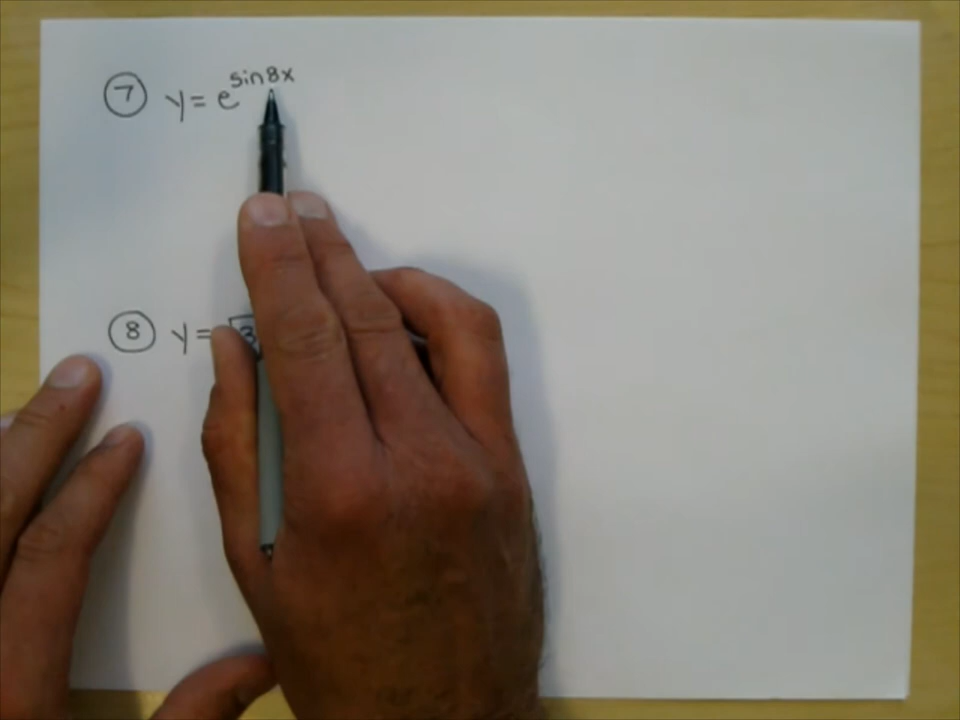 ⑦ y = e^sin8x
⑧ y =